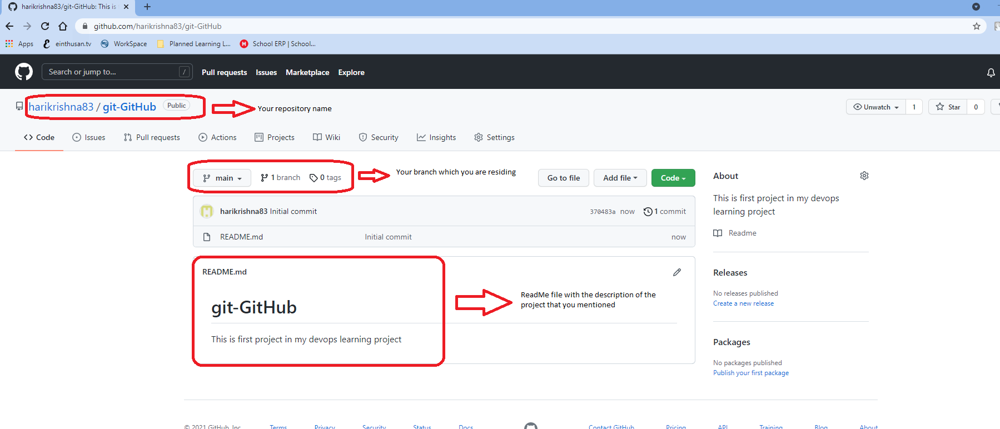 harikrishna83/git-GitHub: This is
github.com/harikrishna83/git-GitHub
Apps einthusan.tv WorkSpace Planned Learning L... School ERP | School...
Search or jump to... / Pull requests Issues Marketplace Explore
harikrishna83 / git-GitHub Public Your repository name Unwatch 1 Star 0
Code Issues Pull requests Actions Projects Wiki Security Insights Settings
main 1 branch 0 tags Your branch which you are residing Go to file Add file Code About
This is first project in my devops
learning project
harikrishna83 Initial commit 370483a now 1 commit
README.md Initial commit now
Readme
README.md
Releases
No releases published
Create a new release
ReadMe file with the description of the
project that you mentioned
git-GitHub
This is first project in my devops learning project
Packages
No packages published
Publish your first package
© 2021 GitHub, Inc. Terms Privacy Security Status Docs Contact GitHub Pricing API Training Blog About